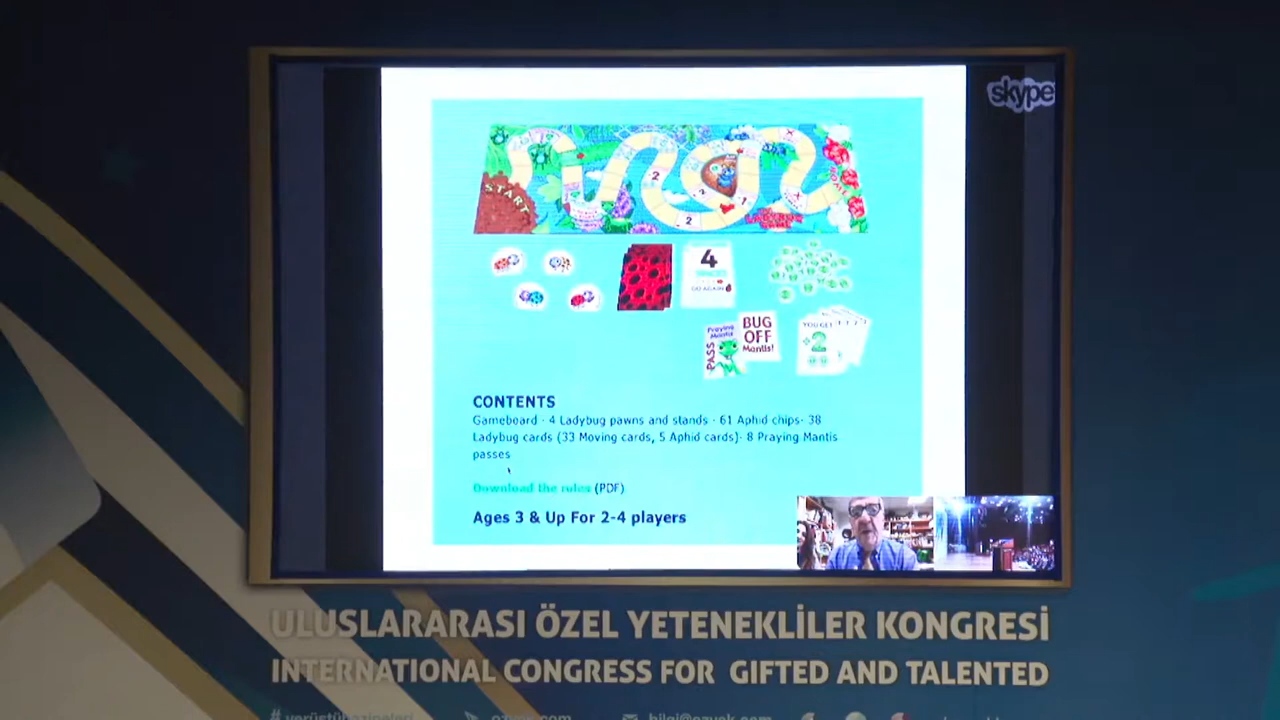 skype
START
2
2
2
1
4
GO AGAIN
Praying
Mantis
PASS
BUG
OFF
Mantis!
YOU GET
2
CONTENTS
Gameboard · 4 Ladybug pawns and stands · 61 Aphid chips· 38
Ladybug cards (33 Moving cards, 5 Aphid cards)· 8 Praying Mantis
passes
Download the rules (PDF)
Ages 3 & Up For 2-4 players
ULUSLARARASI ÖZEL YETENEKLİLER KONGRESİ
INTERNATIONAL CONGRESS FOR GIFTED AND TALENTED